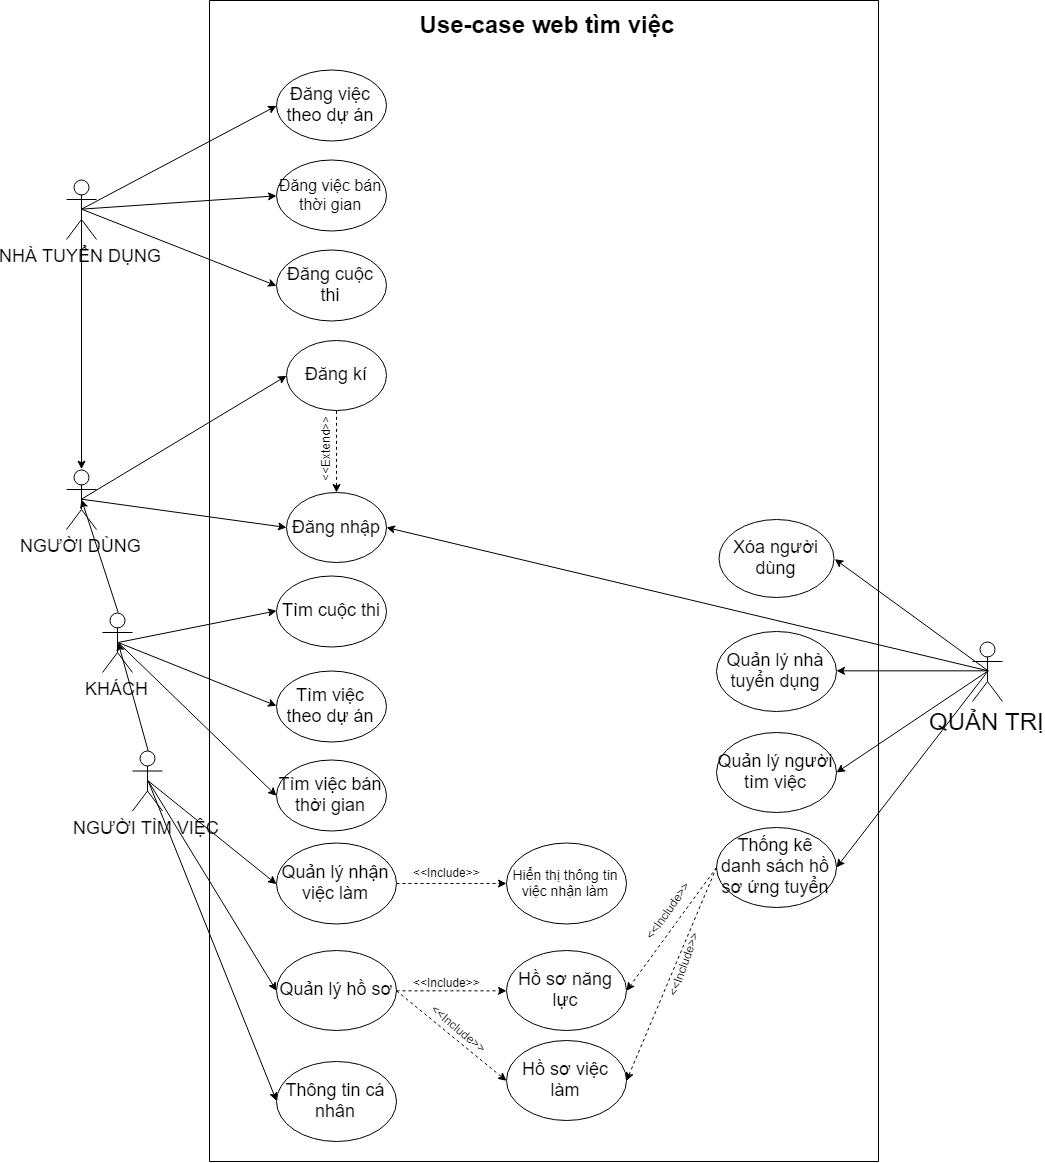 Use-case web tìm việc
Đăng việc
theo dự án
Đăng việc bán
thời gian
NHÀ TUYỂN DỤNG
Đăng cuộc
thi
Đăng kí
<<Extend>>
Đăng nhập
NGƯỜI DÙNG
Xóa người
dùng
Tìm cuộc thi
KHÁCH
Quản lý nhà
tuyển dụng
Tìm việc
theo dự án
QUẢN TRỊ
Quản lý người
tìm việc
Tìm việc bán
thời gian
NGƯỜI TÌM VIỆC
Quản lý nhận
việc làm
<<Include>>
Hiển thị thông tin
việc nhận làm
Thống kê
danh sách hồ
sơ ứng tuyển
<<Include>>
<<Include>>
Quản lý hồ sơ
<<Include>>
Hồ sơ năng
lực
<<Include>>
Hồ sơ việc
làm
Thông tin cá
nhân